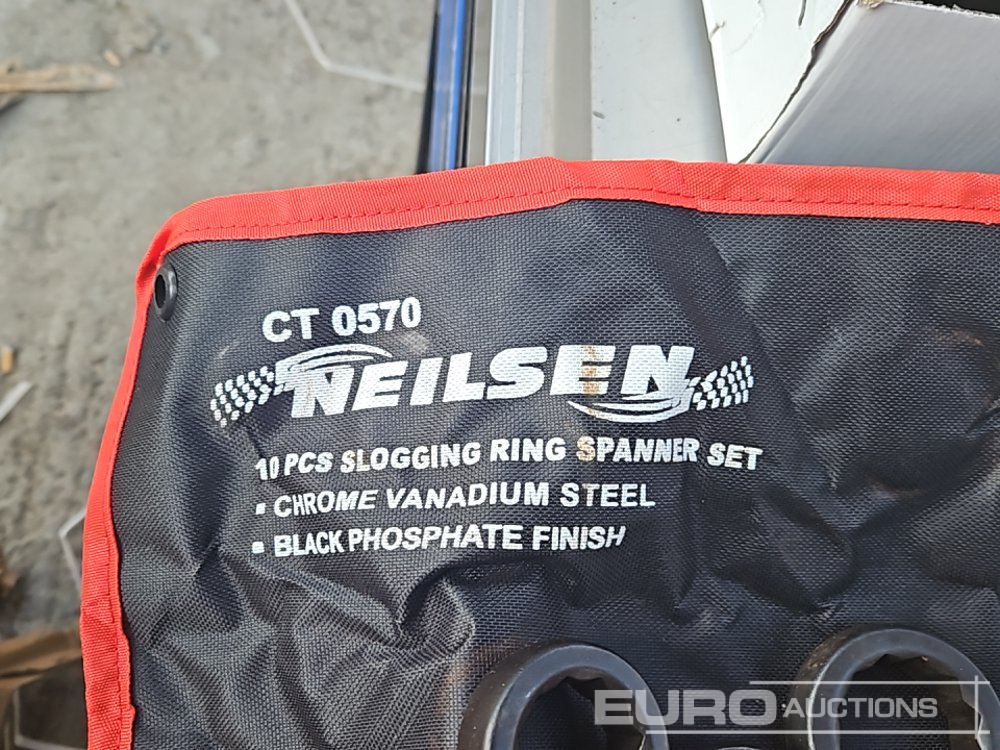 CT 0570
NEILSEN
10 PCS SLOGGING RING SPANNER SET
▪ CHROME VANADIUM STEEL
▪ BLACK PHOSPHATE FINISH
EURO AUCTIONS